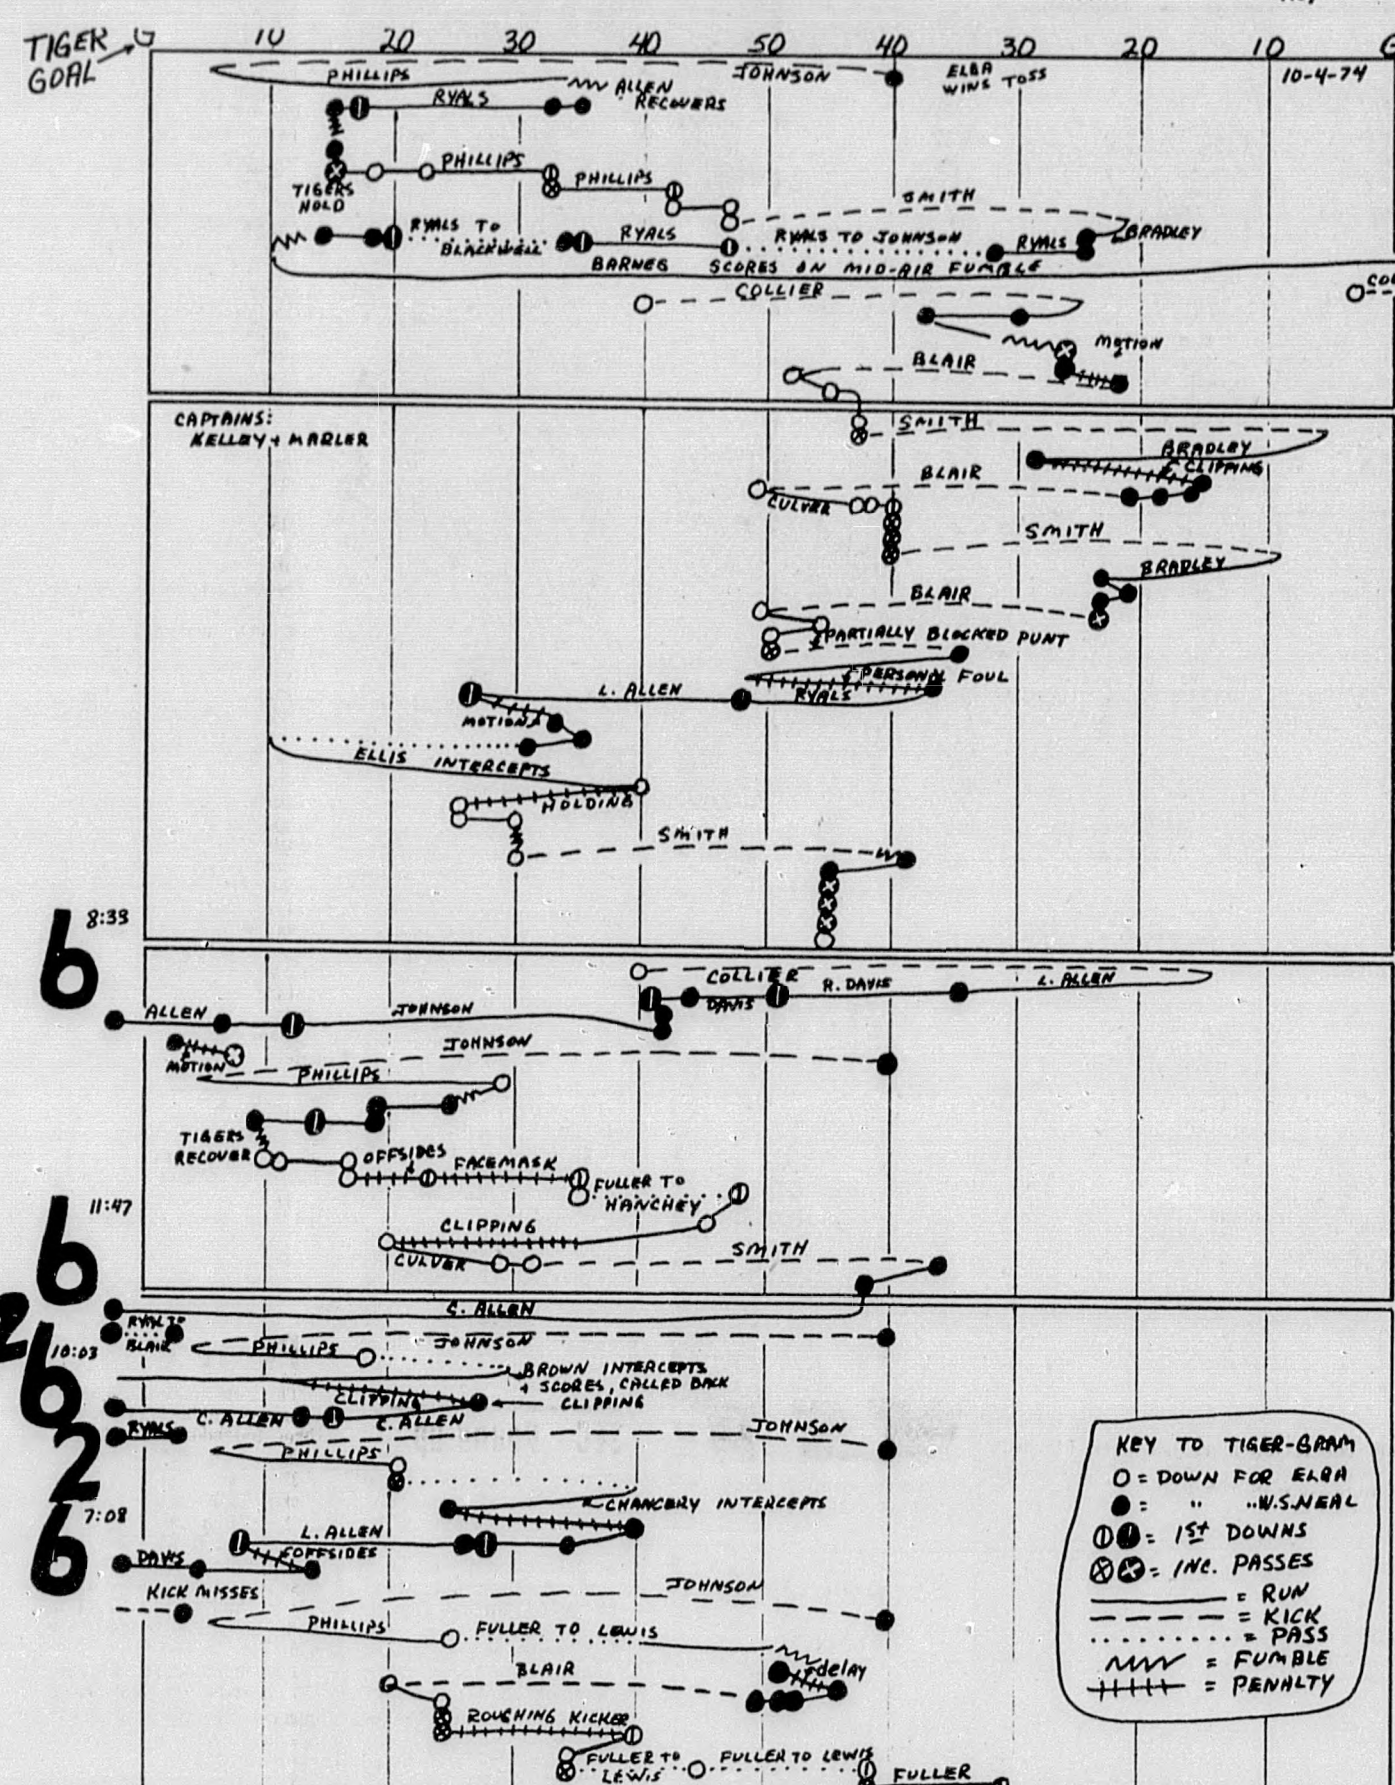 TIGER GOAL
G 10 20 30 40 50 40 30 20 10 G
PHILLIPS
JOHNSON
ELBA
WINS TOSS
10-4-74
ALLEN
RECOVERS
RYALS
PHILLIPS
TIGERS
HOLD
PHILLIPS
SMITH
BRADLEY
RYALS TO
BLACKWELL
RYALS
RYALS TO JOHNSON
RYALS
BARNES SCORES ON MID-AIR FUMBLE
COLLIER
MOTION
BLAIR
CAPTAINS:
KELLEY + MARLER
SMITH
BRADLEY
CLIPPING
BLAIR
CULVER
SMITH
BRADLEY
BLAIR
PARTIALLY BLOCKED PUNT
PERSONAL FOUL
L. ALLEN
RYALS
MOTION
ELLIS INTERCEPTS
HOLDING
SMITH
6 8:33
COLLIER
L. ALLEN
R. DAVIS
DAVIS
ALLEN
JOHNSON
JOHNSON
MOTION
PHILLIPS
TIGERS
RECOVER
OFFSIDES
FACEMASK
FULLER TO
HANCHEY
6 11:47
CLIPPING
SMITH
CULVER
C. ALLEN
2
RYALS TO
BLAIR
JOHNSON
PHILLIPS
6 10:03
BROWN INTERCEPTS
+ SCORES, CALLED BACK
CLIPPING
CLIPPING
C. ALLEN
C. ALLEN
2
RYALS
JOHNSON
PHILLIPS
CHANCERY INTERCEPTS
6 7:08
L. ALLEN
OFFSIDES
DAVIS
KICK MISSES
JOHNSON
PHILLIPS
FULLER TO LEWIS
delay
BLAIR
ROUGHING KICKER
FULLER TO
LEWIS
FULLER TO LEWIS
FULLER
KEY TO TIGER-GRAM
= DOWN FOR ELBA
= " " W.S. NEAL
= 1st DOWNS
= INC. PASSES
= RUN
= KICK
= PASS
= FUMBLE
= PENALTY